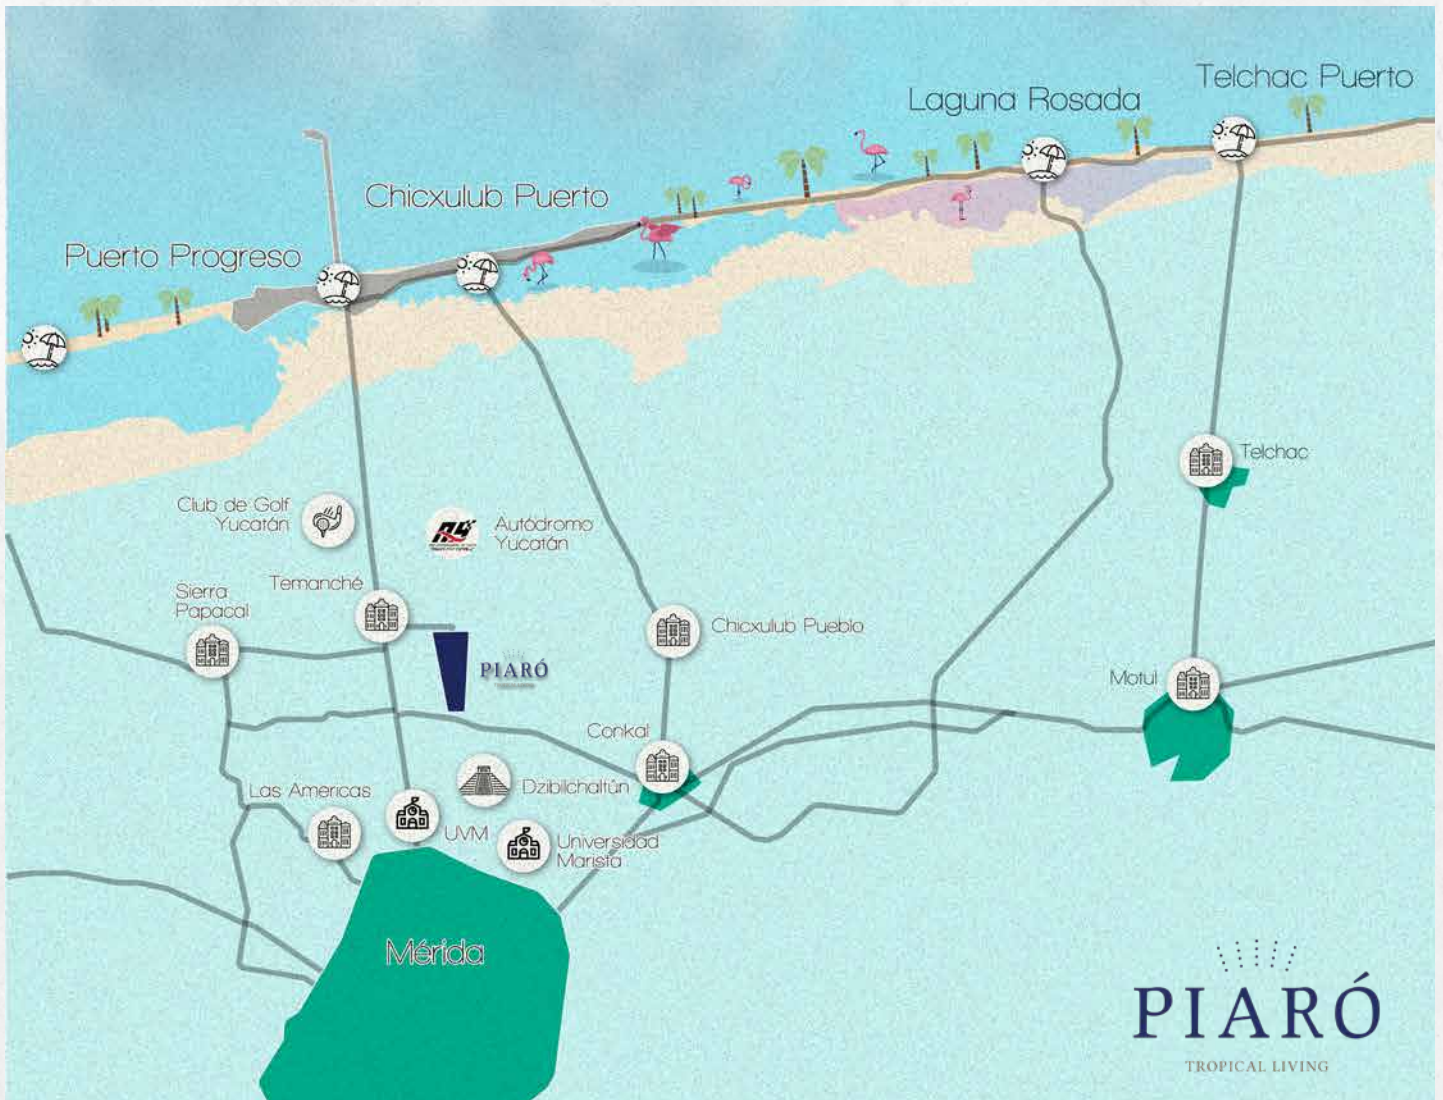 Telchac Puerto
Laguna Rosada
Chicxulub Puerto
Puerto Progreso
Telchac
Club de Golf
Yucatán
Autódromo
Yucatán
Temanché
Sierra
Papacal
Chicxulub Pueblo
PIARÓ
Motul
Conkal
Dzibilchaltún
Las Américas
UVM
Universidad
Marista
Mérida
PIARÓ
TROPICAL LIVING